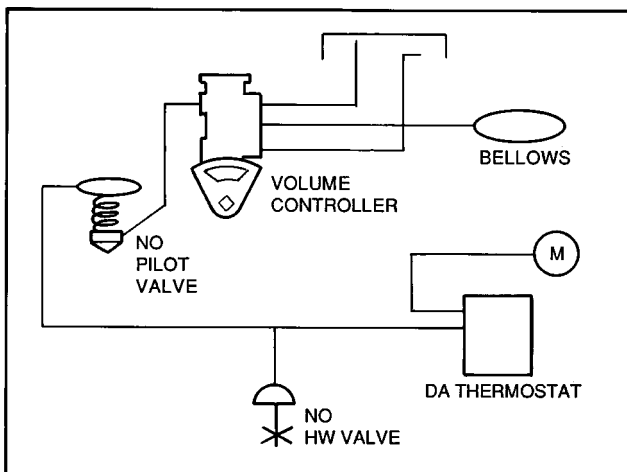 BELLOWS
VOLUME
CONTROLLER
NO
PILOT
VALVE
M
DA THERMOSTAT
NO
HW VALVE